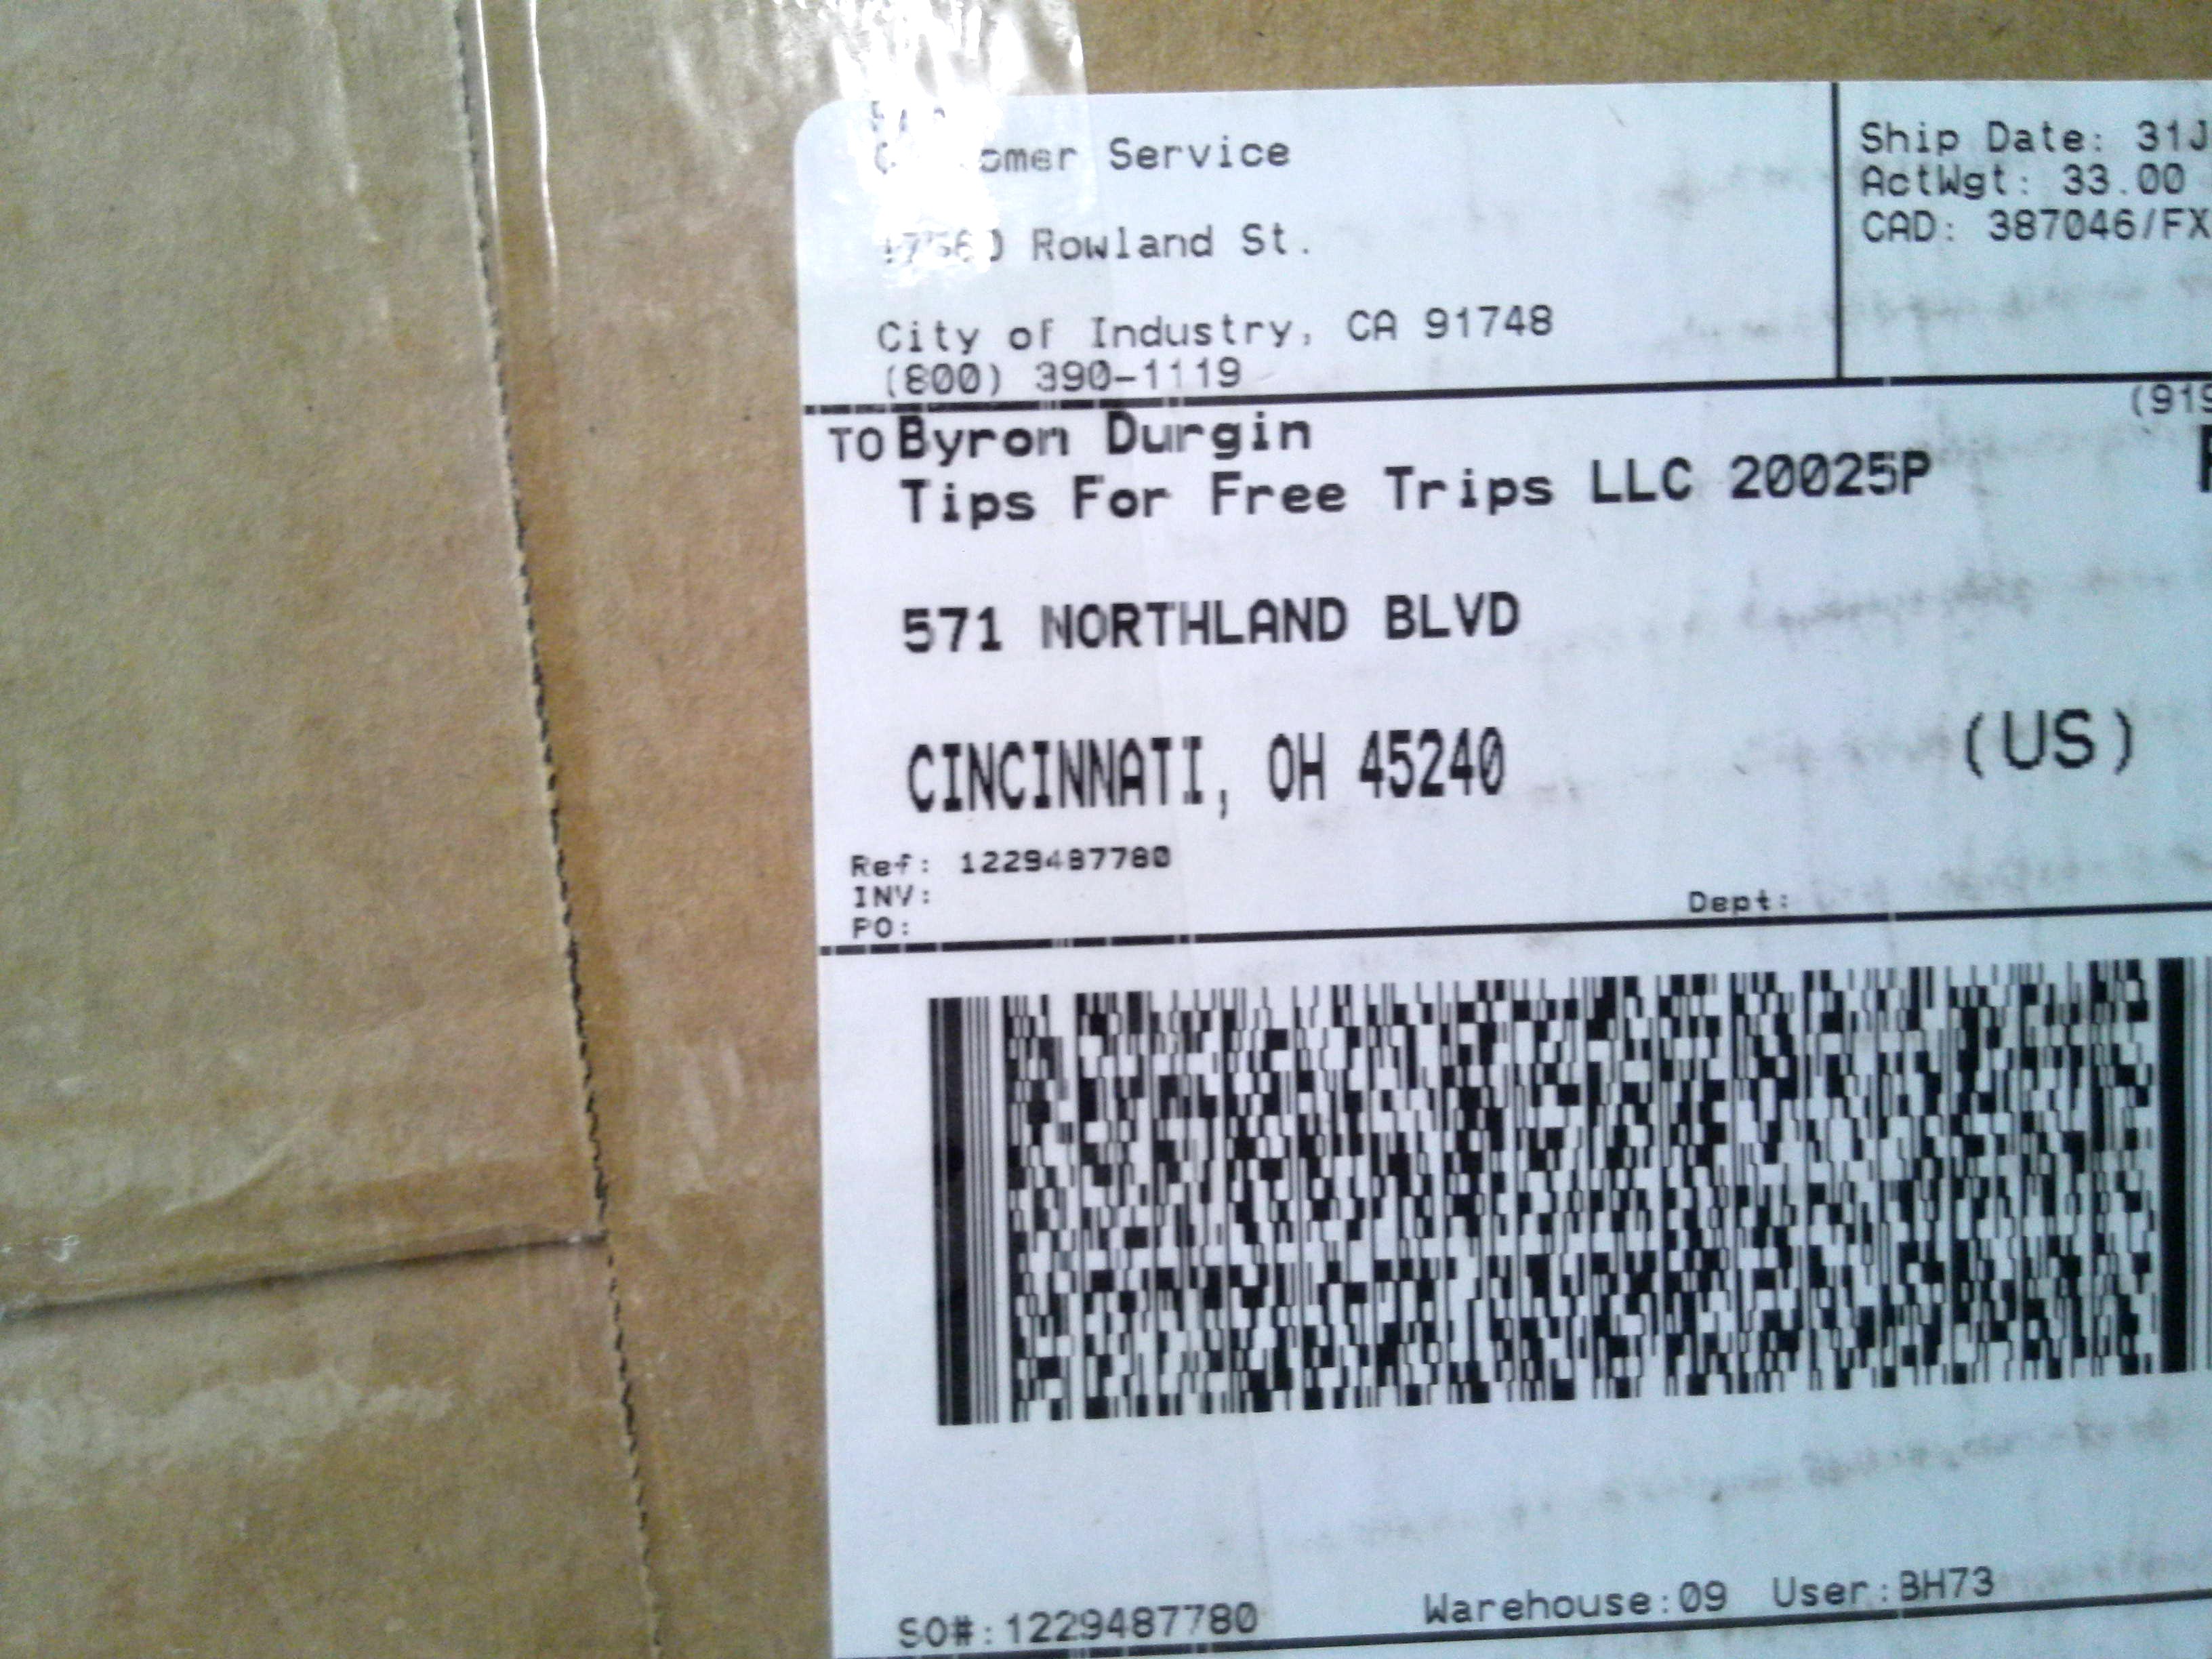 Service
Rowland St.
City of Industry, CA 91748
(800) 390-1119
Ship Date: 31J
ActWgt: 33.00
CAD: 387046/FX
(919
TO Byron Durgin
Tips For Free Trips LLC 20025P
571 NORTHLAND BLVD
CINCINNATI, OH 45240
(US)
Ref: 1229487780
INV:
PO:
Dept:
SO#:1229487780
Warehouse:09 User:BH73